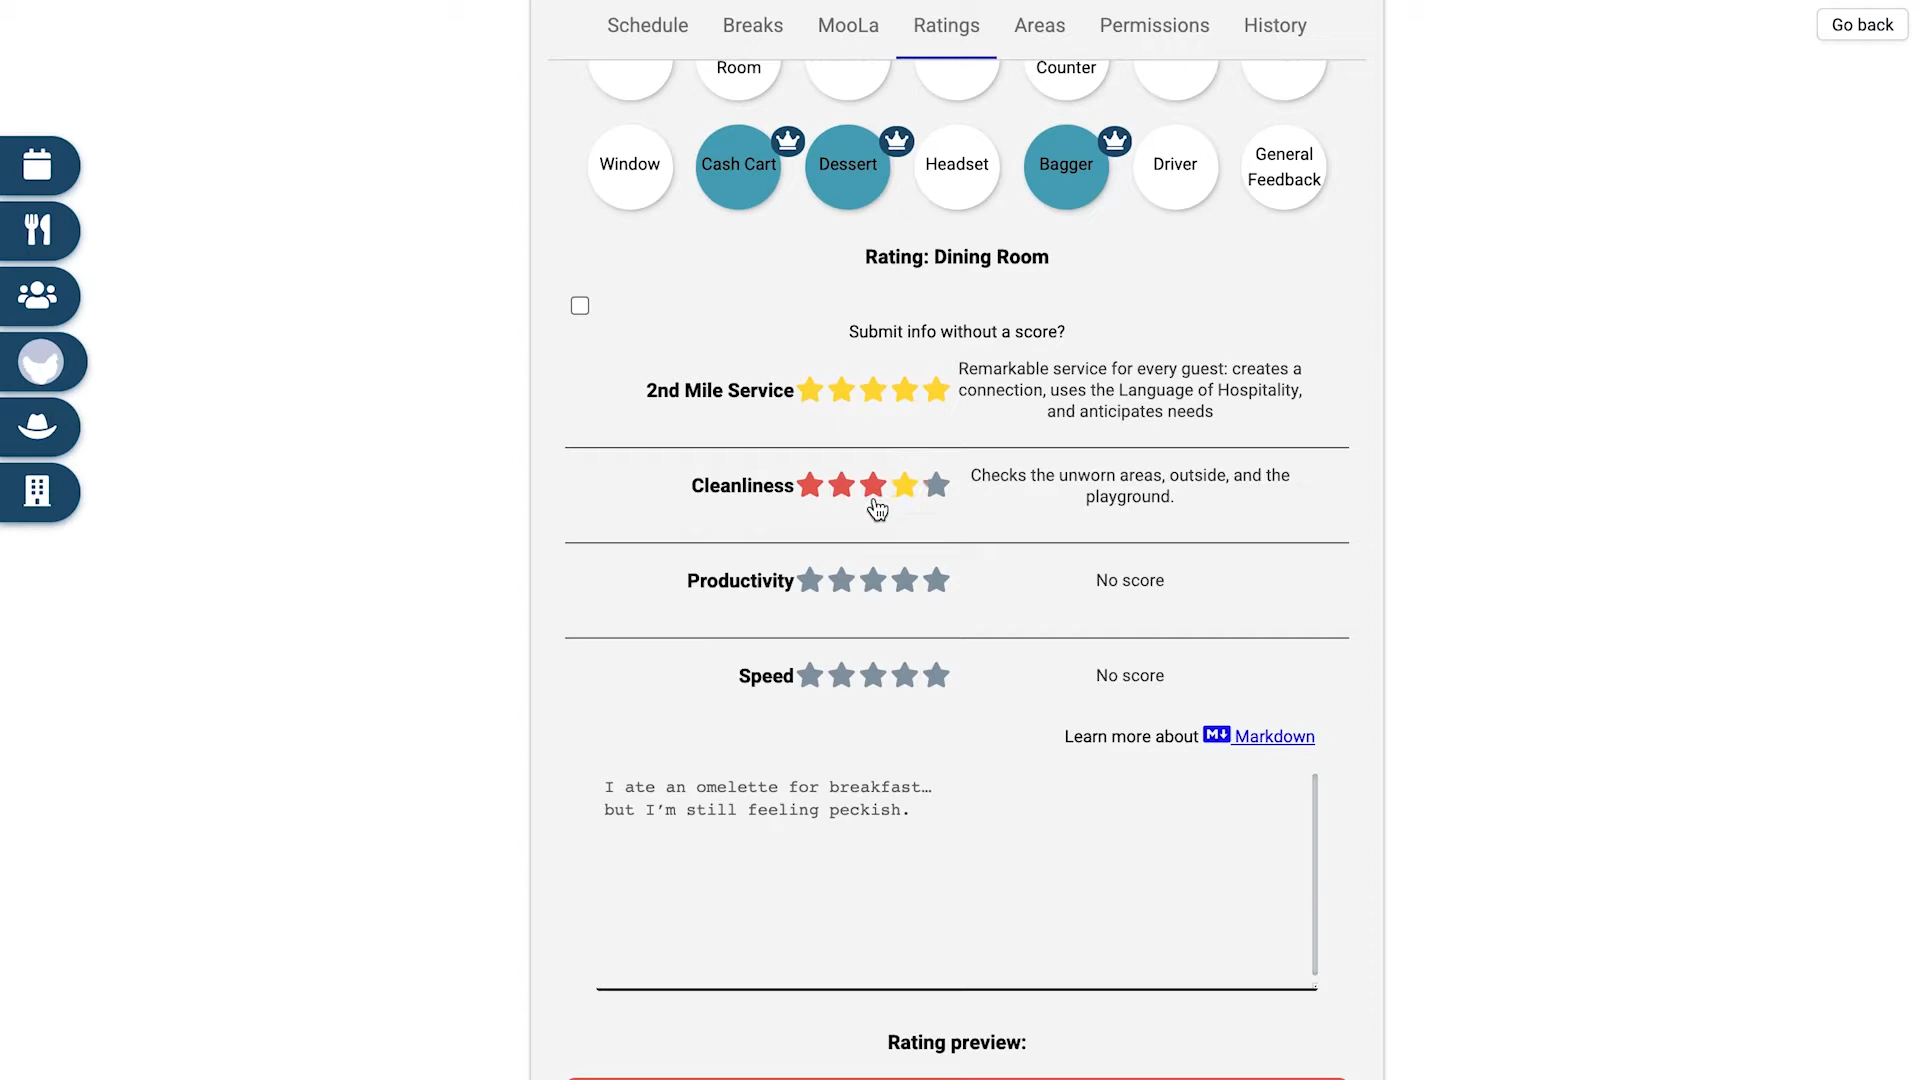 Schedule
Breaks
MooLa
Ratings
Areas
Permissions
History
Go back
Room
Counter
Window
Cash Cart
Dessert
Headset
Bagger
Driver
General
Feedback
Rating: Dining Room
Submit info without a score?
2nd Mile Service
Remarkable service for every guest: creates a
connection, uses the Language of Hospitality,
and anticipates needs
Cleanliness
Checks the unworn areas, outside, and the
playground.
Productivity
No score
Speed
No score
Learn more about M Markdown
I ate an omelette for breakfast…
but I’m still feeling peckish.
Rating preview: